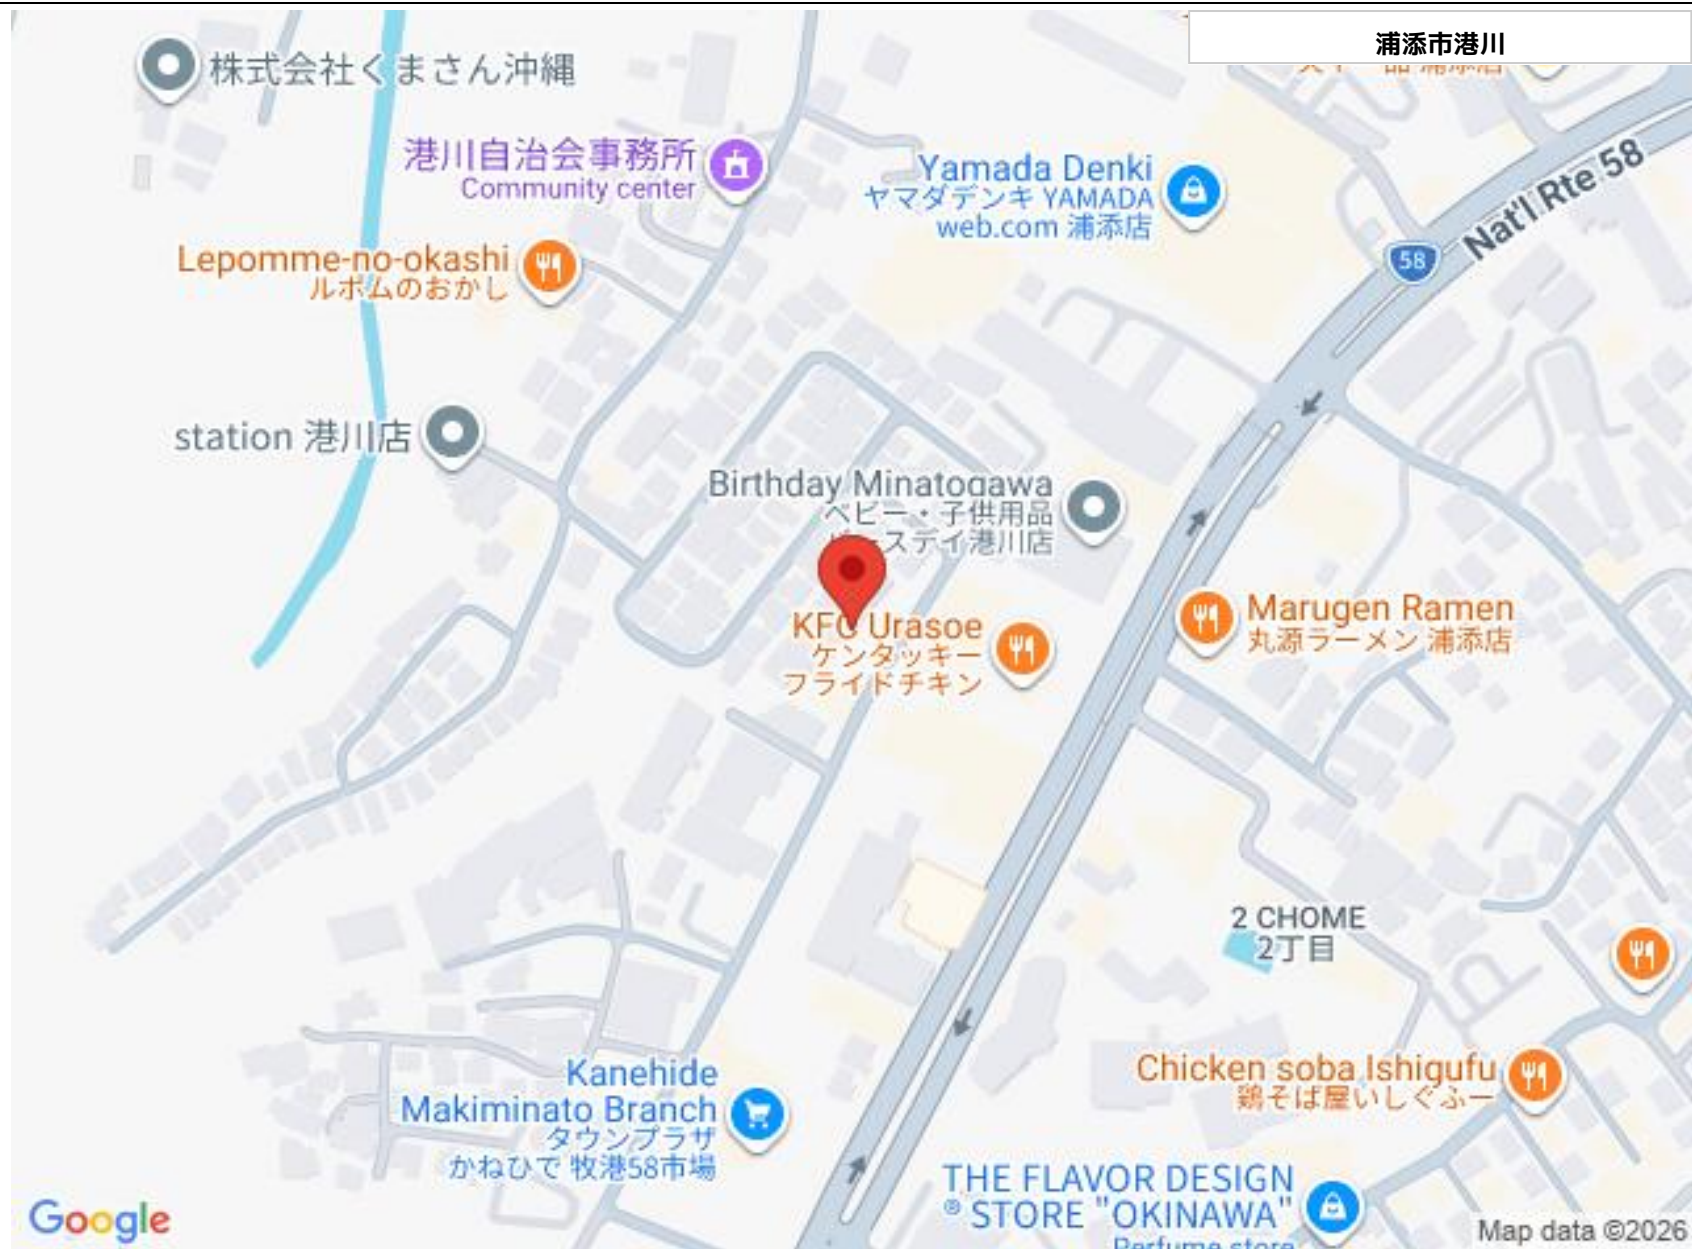 浦添市港川
株式会社くまさん沖縄
港川自治会事務所
Community center
Yamada Denki
ヤマダデンキ YAMADA
web.com 浦添店
Nat'l Rte 58
58
Lepomme-no-okashi
ルポムのおかし
station 港川店
Birthday Minatogawa
ベビー・子供用品
バースデイ港川店
KFC Urasoe
ケンタッキー
フライドチキン
Marugen Ramen
丸源ラーメン 浦添店
2 CHOME
2丁目
Kanehide
Makiminato Branch
タウンプラザ
かねひで 牧港58市場
Chicken soba Ishigufu
鶏そば屋いしぐふー
THE FLAVOR DESIGN
® STORE "OKINAWA"
Perfume store
Google
Map data ©2026